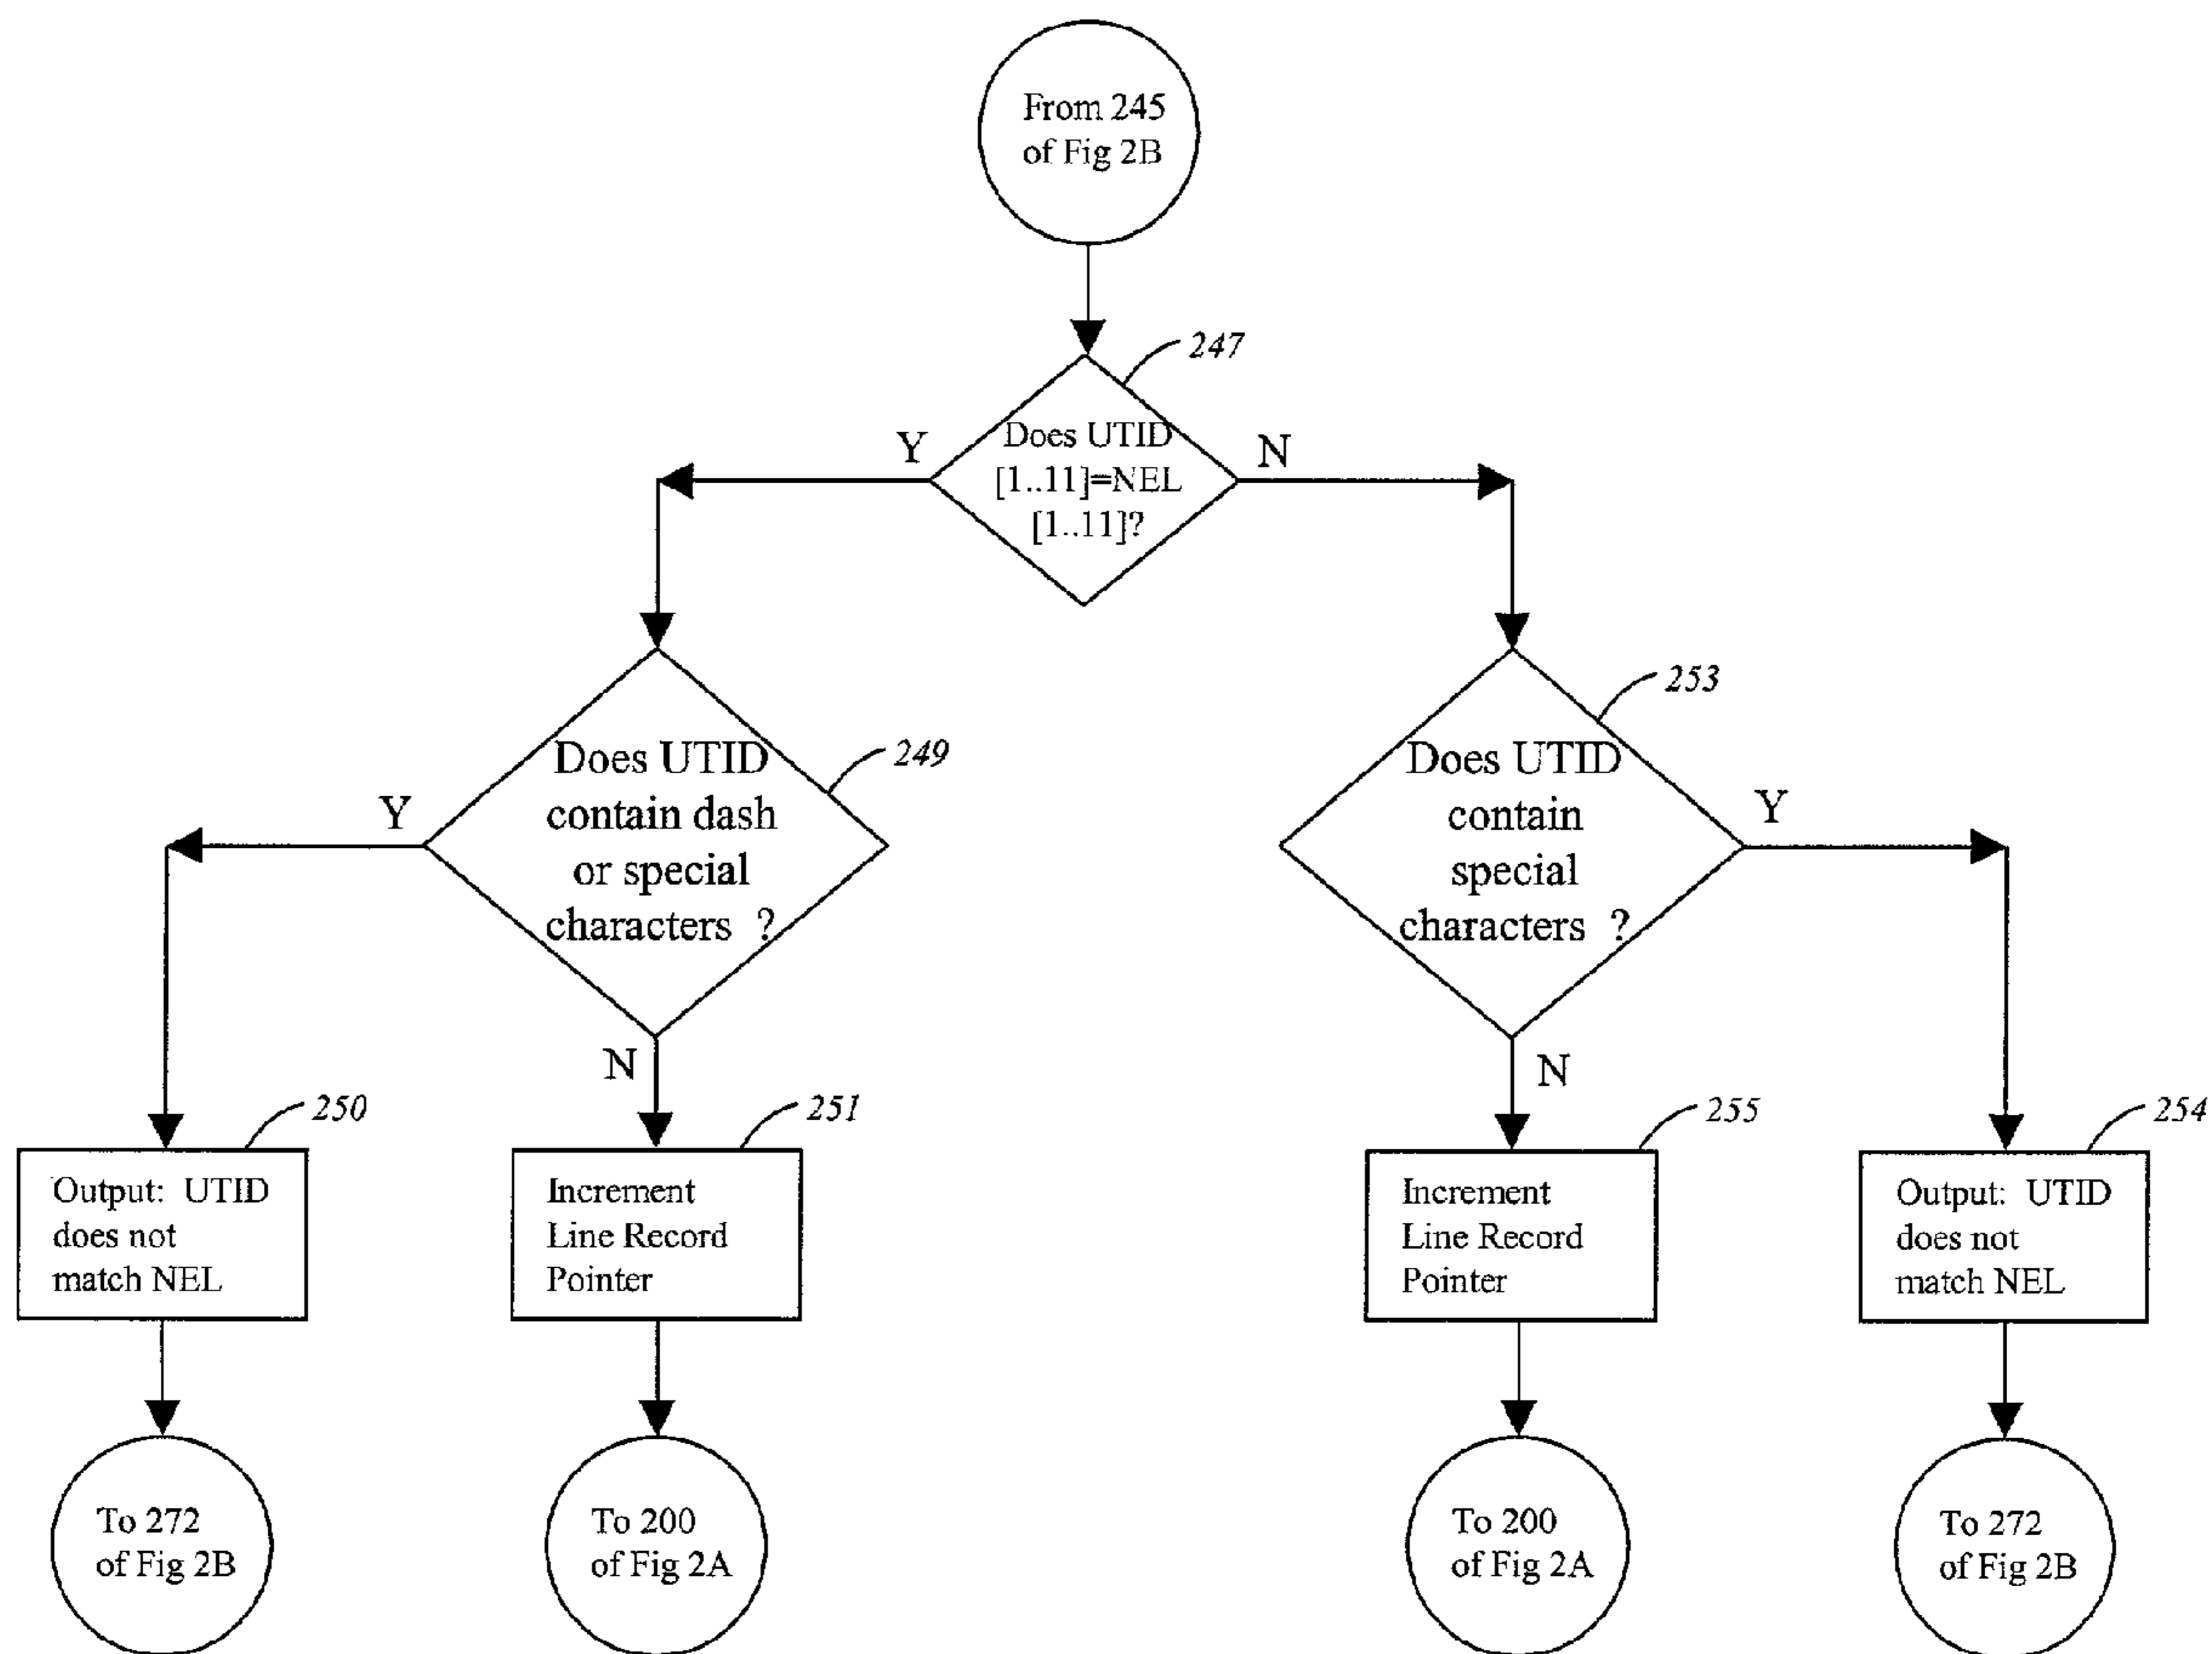 From 245
of Fig 2B
247
Does UTID
[1..11]=NEL
[1..11]?
Y
N
249
Does UTID
contain dash
or special
characters ?
Y
N
253
Does UTID
contain
special
characters ?
Y
N
250
Output: UTID
does not
match NEL
251
Increment
Line Record
Pointer
255
Increment
Line Record
Pointer
254
Output: UTID
does not
match NEL
To 272
of Fig 2B
To 200
of Fig 2A
To 200
of Fig 2A
To 272
of Fig 2B